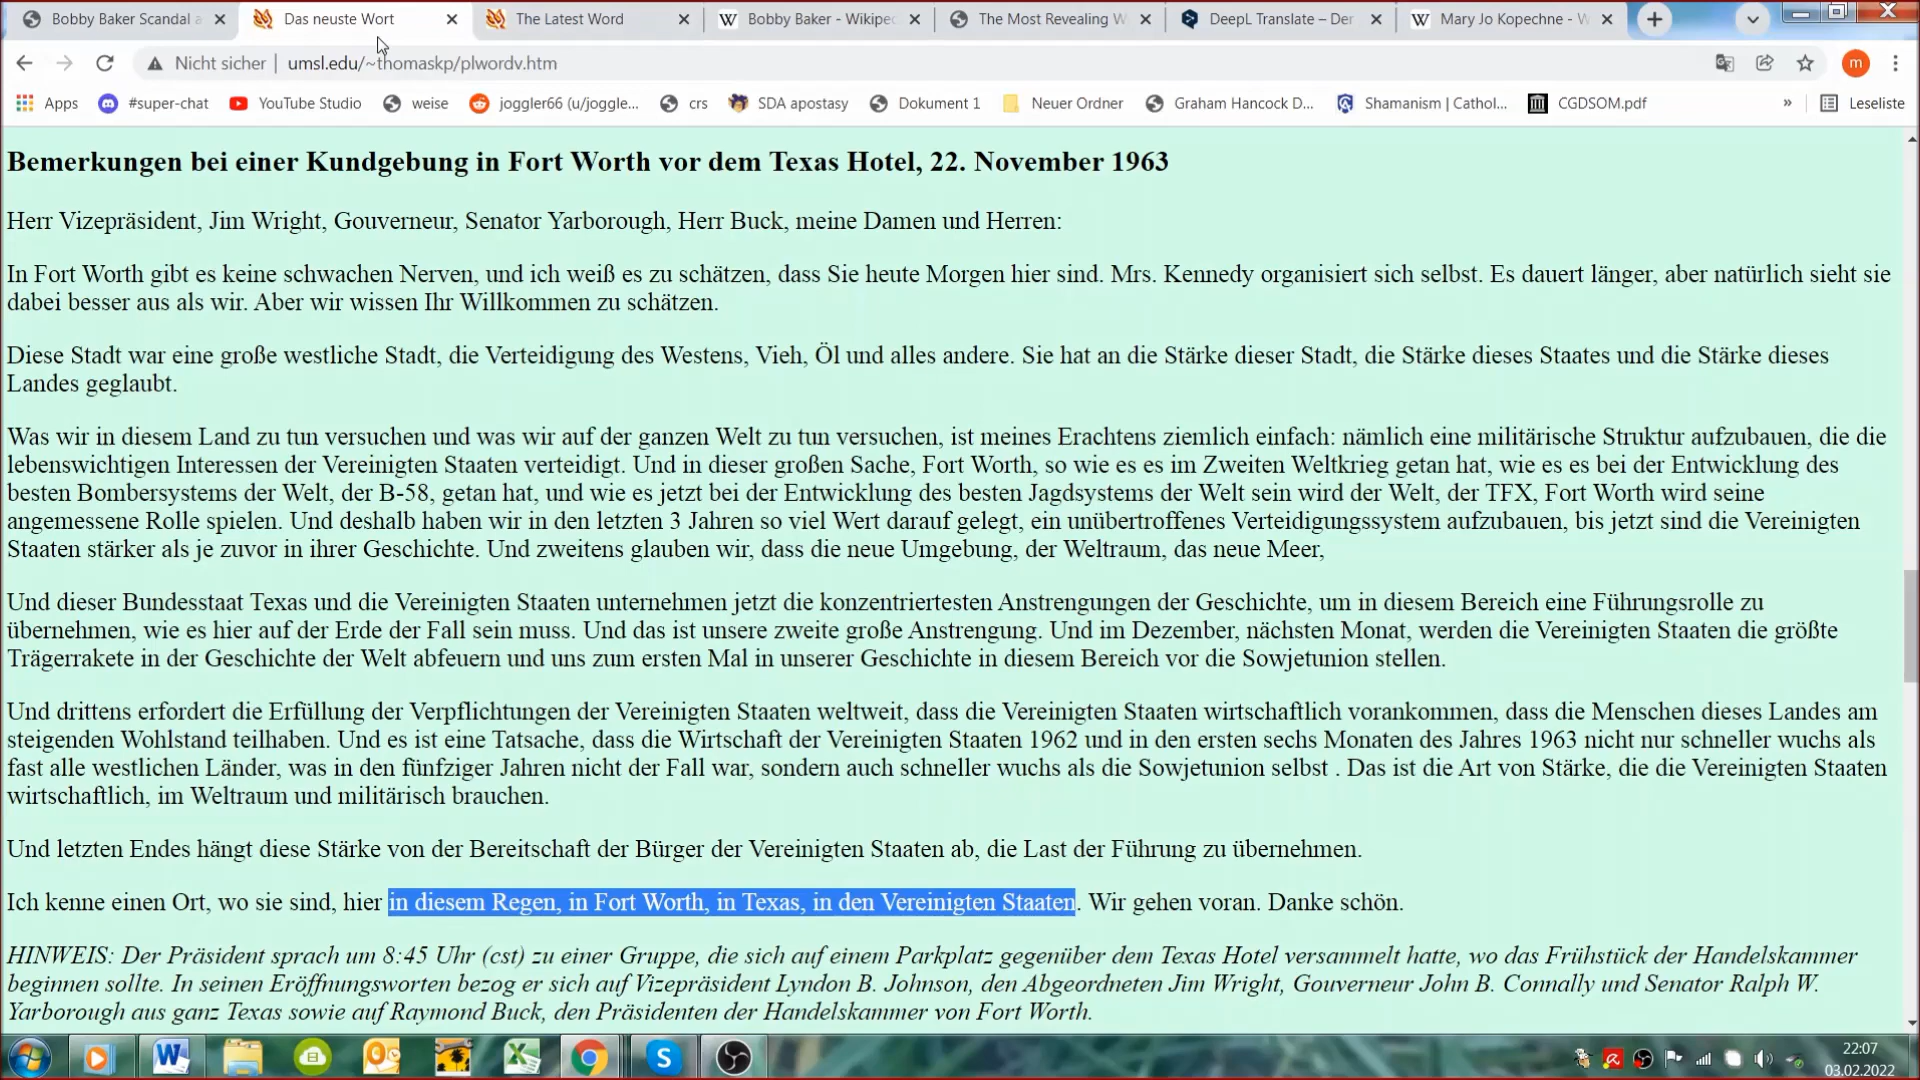 Bobby Baker Scandal a
Das neuste Wort
The Latest Word
Bobby Baker - Wikiped
The Most Revealing W
DeepL Translate – Der
Mary Jo Kopechne - W
Nicht sicher | umsl.edu/~thomaskp/plwordv.htm
m
Apps
#super-chat
YouTube Studio
weise
joggler66 (u/joggle...
crs
SDA apostasy
Dokument 1
Neuer Ordner
Graham Hancock D...
Shamanism | Cathol...
CGDSOM.pdf
»
Leseliste
Bemerkungen bei einer Kundgebung in Fort Worth vor dem Texas Hotel, 22. November 1963
Herr Vizepräsident, Jim Wright, Gouverneur, Senator Yarborough, Herr Buck, meine Damen und Herren:
In Fort Worth gibt es keine schwachen Nerven, und ich weiß es zu schätzen, dass Sie heute Morgen hier sind. Mrs. Kennedy organisiert sich selbst. Es dauert länger, aber natürlich sieht sie
dabei besser aus als wir. Aber wir wissen Ihr Willkommen zu schätzen.
Diese Stadt war eine große westliche Stadt, die Verteidigung des Westens, Vieh, Öl und alles andere. Sie hat an die Stärke dieser Stadt, die Stärke dieses Staates und die Stärke dieses
Landes geglaubt.
Was wir in diesem Land zu tun versuchen und was wir auf der ganzen Welt zu tun versuchen, ist meines Erachtens ziemlich einfach: nämlich eine militärische Struktur aufzubauen, die die
lebenswichtigen Interessen der Vereinigten Staaten verteidigt. Und in dieser großen Sache, Fort Worth, so wie es es im Zweiten Weltkrieg getan hat, wie es es bei der Entwicklung des
besten Bombersystems der Welt, der B-58, getan hat, und wie es jetzt bei der Entwicklung des besten Jagdsystems der Welt sein wird der Welt, der TFX, Fort Worth wird seine
angemessene Rolle spielen. Und deshalb haben wir in den letzten 3 Jahren so viel Wert darauf gelegt, ein unübertroffenes Verteidigungssystem aufzubauen, bis jetzt sind die Vereinigten
Staaten stärker als je zuvor in ihrer Geschichte. Und zweitens glauben wir, dass die neue Umgebung, der Weltraum, das neue Meer,
Und dieser Bundesstaat Texas und die Vereinigten Staaten unternehmen jetzt die konzentriertesten Anstrengungen der Geschichte, um in diesem Bereich eine Führungsrolle zu
übernehmen, wie es hier auf der Erde der Fall sein muss. Und das ist unsere zweite große Anstrengung. Und im Dezember, nächsten Monat, werden die Vereinigten Staaten die größte
Trägerrakete in der Geschichte der Welt abfeuern und uns zum ersten Mal in unserer Geschichte in diesem Bereich vor die Sowjetunion stellen.
Und drittens erfordert die Erfüllung der Verpflichtungen der Vereinigten Staaten weltweit, dass die Vereinigten Staaten wirtschaftlich vorankommen, dass die Menschen dieses Landes am
steigenden Wohlstand teilhaben. Und es ist eine Tatsache, dass die Wirtschaft der Vereinigten Staaten 1962 und in den ersten sechs Monaten des Jahres 1963 nicht nur schneller wuchs als
fast alle westlichen Länder, was in den fünfziger Jahren nicht der Fall war, sondern auch schneller wuchs als die Sowjetunion selbst . Das ist die Art von Stärke, die die Vereinigten Staaten
wirtschaftlich, im Weltraum und militärisch brauchen.
Und letzten Endes hängt diese Stärke von der Bereitschaft der Bürger der Vereinigten Staaten ab, die Last der Führung zu übernehmen.
Ich kenne einen Ort, wo sie sind, hier in diesem Regen, in Fort Worth, in Texas, in den Vereinigten Staaten. Wir gehen voran. Danke schön.
HINWEIS: Der Präsident sprach um 8:45 Uhr (cst) zu einer Gruppe, die sich auf einem Parkplatz gegenüber dem Texas Hotel versammelt hatte, wo das Frühstück der Handelskammer
beginnen sollte. In seinen Eröffnungsworten bezog er sich auf Vizepräsident Lyndon B. Johnson, den Abgeordneten Jim Wright, Gouverneur John B. Connally und Senator Ralph W.
Yarborough aus ganz Texas sowie auf Raymond Buck, den Präsidenten der Handelskammer von Fort Worth.
22:07
03.02.2022